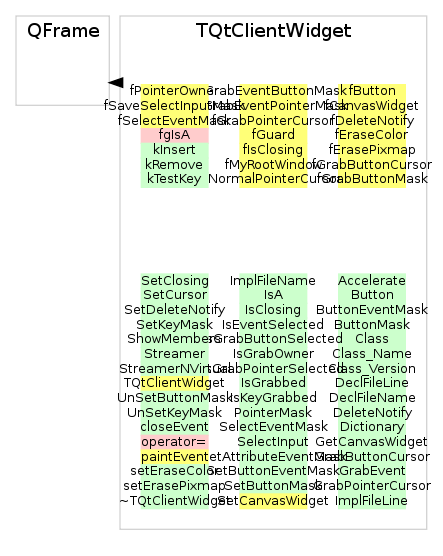 QFrame TQtClientWidget
fPointerOwner fGrabEventButtonMask fButton
fSaveSelectInputMask fGrabEventPointerMask fCanvasWidget
fSelectEventMask fGrabPointerCursor fDeleteNotify
fgIsA fGuard fEraseColor
kInsert fIsClosing fErasePixmap
kRemove fMyRootWindow fGrabButtonCursor
kTestKey fNormalPointerCursor fGrabButtonMask
SetClosing ImplFileName Accelerate
SetCursor IsA Button
SetDeleteNotify IsClosing ButtonEventMask
SetKeyMask IsEventSelected ButtonMask
ShowMembers IsGrabButtonSelected Class
Streamer IsGrabOwner Class_Name
StreamerNVirtual IsGrabPointerSelected Class_Version
TQtClientWidget IsGrabbed DeclFileLine
UnSetButtonMask IsKeyGrabbed DeclFileName
UnSetKeyMask PointerMask DeleteNotify
closeEvent SelectEventMask Dictionary
operator= SelectInput GetCanvasWidget
paintEvent SetAttributeEventMask GrabButtonCursor
setEraseColor SetButtonEventMask GrabEvent
setErasePixmap SetButtonMask GrabPointerCursor
~TQtClientWidget SetCanvasWidget ImplFileLine